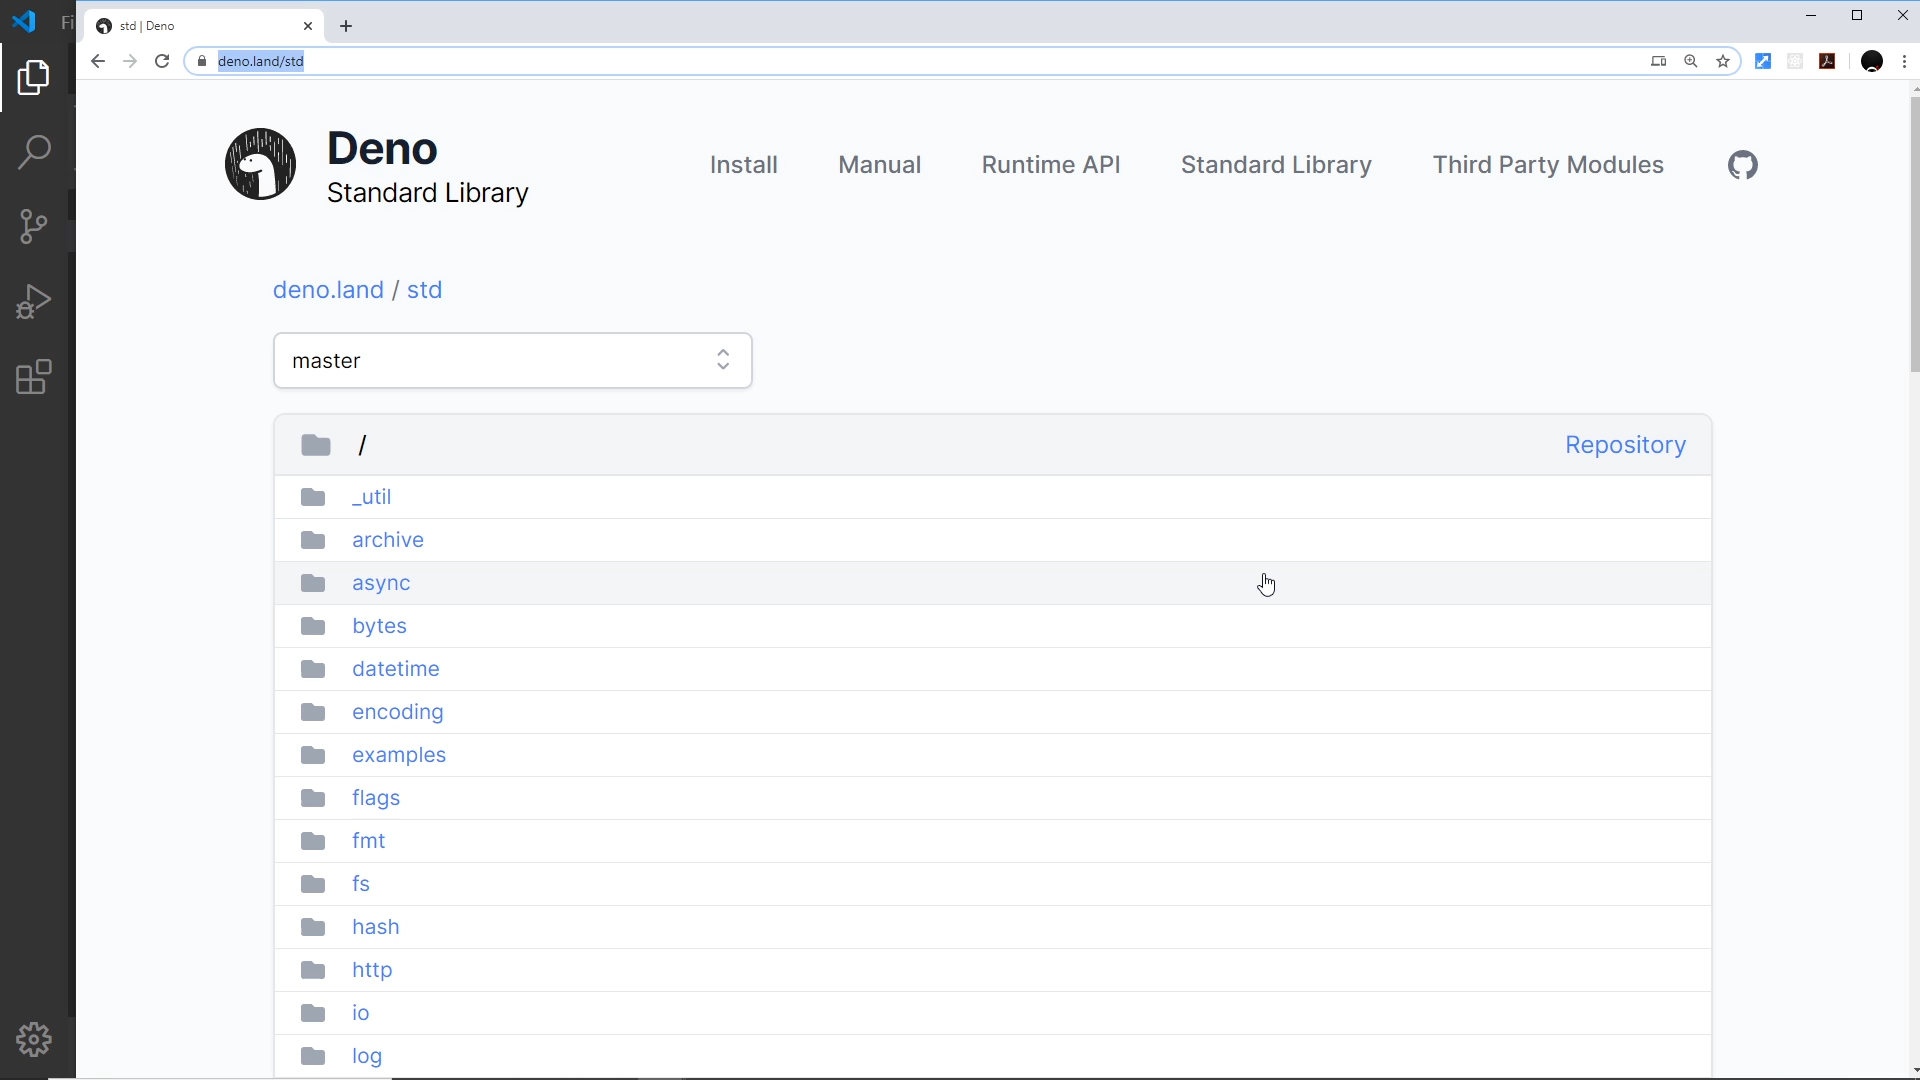 Fi
std | Deno
deno.land/std
Deno
Standard Library
Install
Manual
Runtime API
Standard Library
Third Party Modules
deno.land / std
master
/
Repository
_util
archive
async
bytes
datetime
encoding
examples
flags
fmt
fs
hash
http
io
log